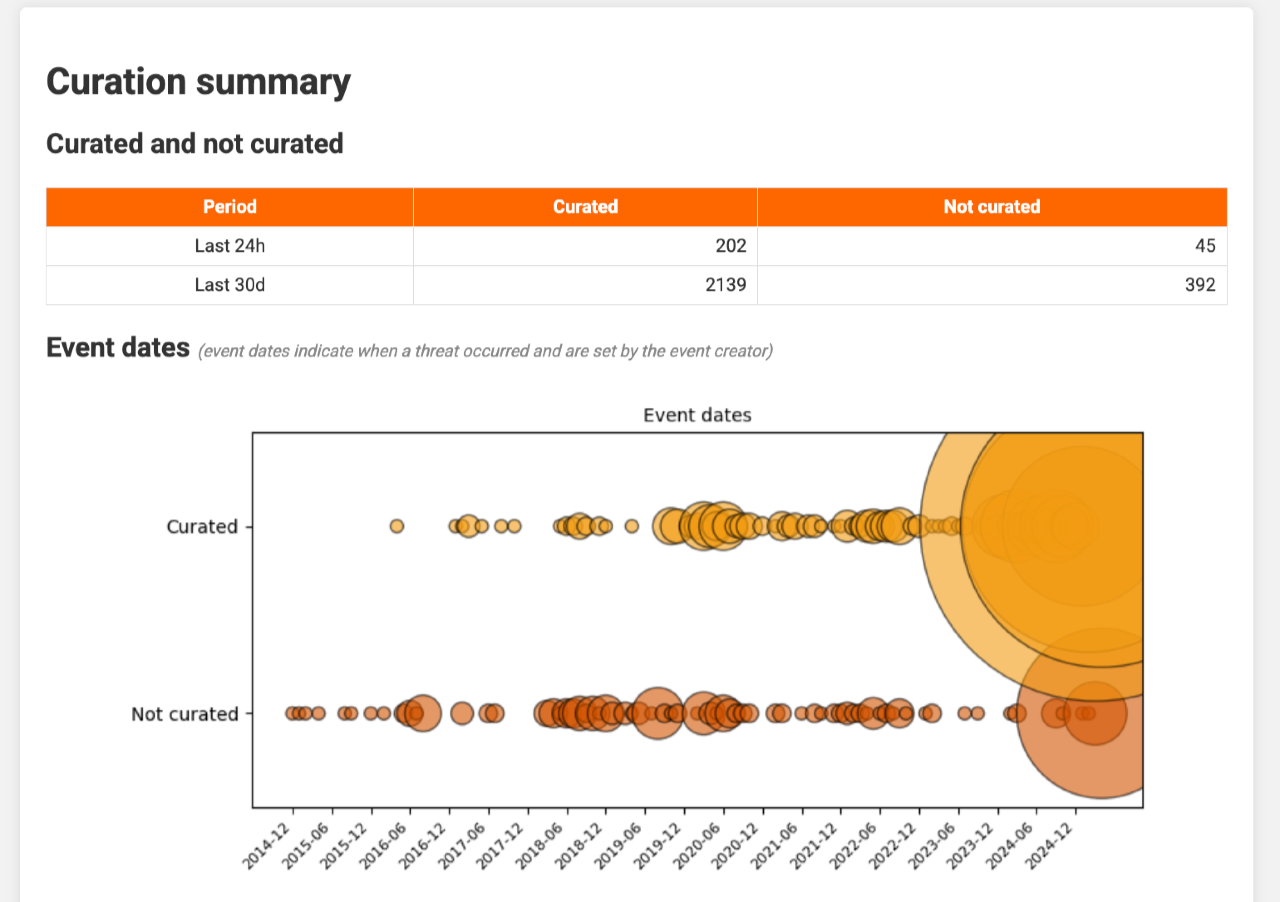 Curation summary
Curated and not curated
Period Curated Not curated
Last 24h 202 45
Last 30d 2139 392
Event dates (event dates indicate when a threat occurred and are set by the event creator)
Event dates
Curated
Not curated
2014-12 2015-06 2015-12 2016-06 2016-12 2017-06 2017-12 2018-06 2018-12 2019-06 2019-12 2020-06 2020-12 2021-06 2021-12 2022-06 2022-12 2023-06 2023-12 2024-06 2024-12